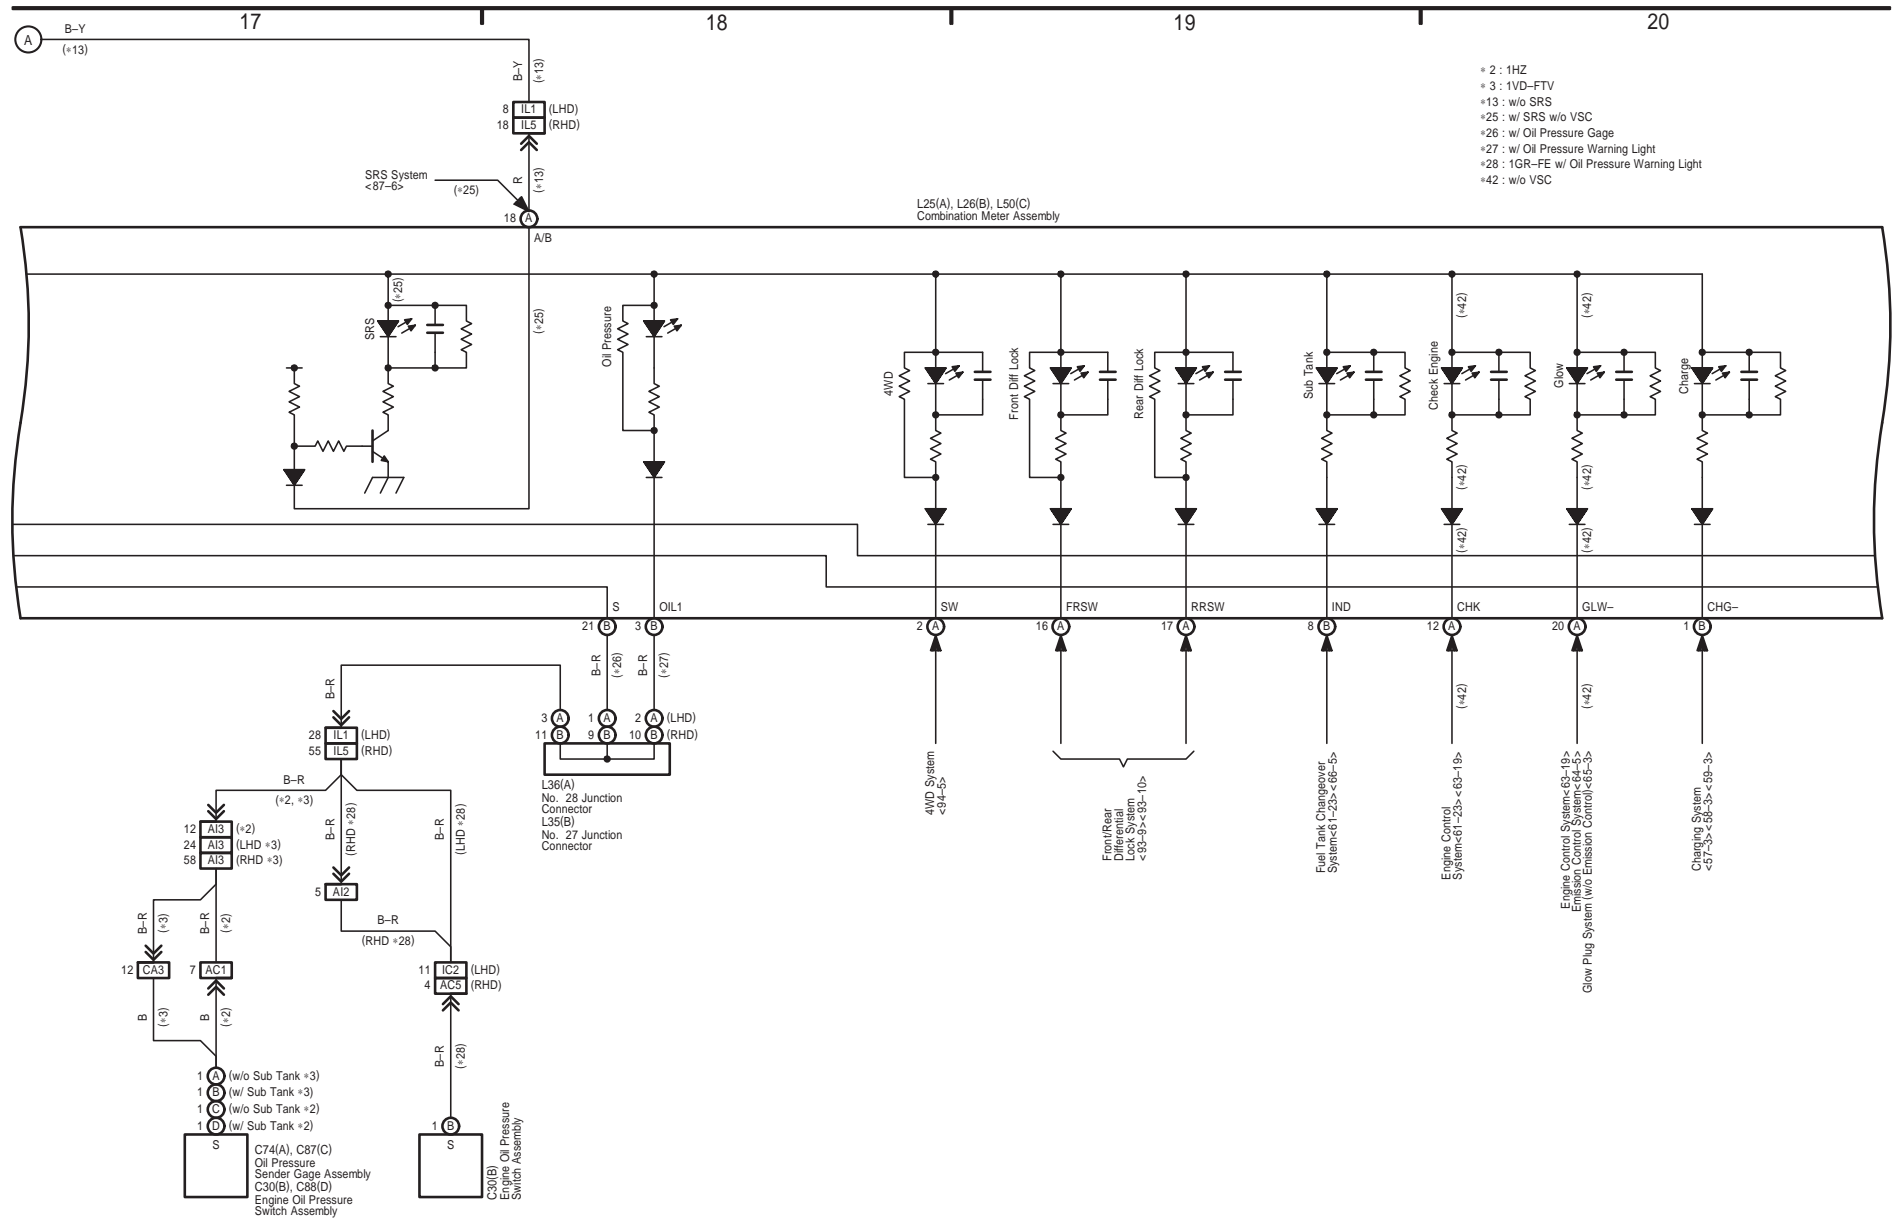 17
18
19
20
A
B–Y
(*13)
B–Y
(*13)
8 IL1 (LHD)
18 IL5 (RHD)
R
(*13)
SRS System
<87–6>
(*25)
18 A
A/B
* 2 : 1HZ
* 3 : 1VD–FTV
*13 : w/o SRS
*25 : w/ SRS w/o VSC
*26 : w/ Oil Pressure Gage
*27 : w/ Oil Pressure Warning Light
*28 : 1GR–FE w/ Oil Pressure Warning Light
*42 : w/o VSC
L25(A), L26(B), L50(C)
Combination Meter Assembly
SRS
(*25)
(*25)
Oil Pressure
4WD
Front Diff Lock
Rear Diff Lock
Sub Tank
Check Engine
(*42)
(*42)
(*42)
Glow
(*42)
(*42)
(*42)
Charge
S
OIL1
SW
FRSW
RRSW
IND
CHK
GLW–
CHG–
21 B
3 B
2 A
16 A
17 A
8 B
12 A
20 A
1 B
B–R
(*26)
B–R
(*27)
(*42)
(*42)
B–R
3 A
1 A
2 A (LHD)
11 B
9 B
10 B (RHD)
28 IL1 (LHD)
55 IL5 (RHD)
L36(A)
No. 28 Junction
Connector
L35(B)
No. 27 Junction
Connector
4WD System
<94–5>
Front/Rear
Differential
Lock System
<93–9><93–10>
Fuel Tank Changeover
System<61–23><66–5>
Engine Control
System<61–23><63–19>
Engine Control System<63–19>
Emission Control System<64–5>
Glow Plug System (w/o Emission Control)<65–3>
Charging System
<57–3><58–3><59–3>
B–R
(*2, *3)
B–R
(RHD *28)
B–R
(LHD *28)
12 AI3 (*2)
24 AI3 (LHD *3)
58 AI3 (RHD *3)
5 AI2
B–R
(RHD *28)
B–R
(*3)
B–R
(*2)
12 CA3
7 AC1
11 IC2 (LHD)
4 AC5 (RHD)
B
(*3)
B
(*2)
B–R
(*28)
1 A (w/o Sub Tank *3)
1 B (w/ Sub Tank *3)
1 C (w/o Sub Tank *2)
1 D (w/ Sub Tank *2)
S
C74(A), C87(C)
Oil Pressure
Sender Gage Assembly
C30(B), C88(D)
Engine Oil Pressure
Switch Assembly
1 B
S
C30(B)
Engine Oil Pressure
Switch Assembly